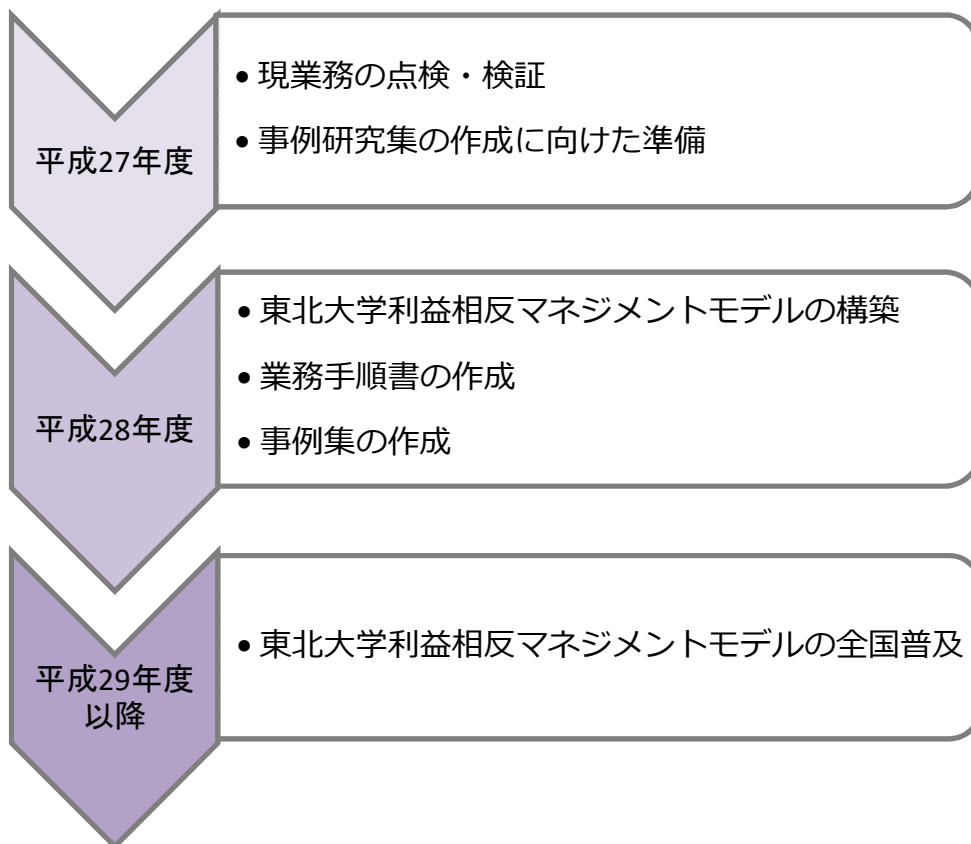 平成27年度
• 現業務の点検・検証
• 事例研究集の作成に向けた準備
平成28年度
• 東北大学利益相反マネジメントモデルの構築
• 業務手順書の作成
• 事例集の作成
平成29年度
以降
• 東北大学利益相反マネジメントモデルの全国普及